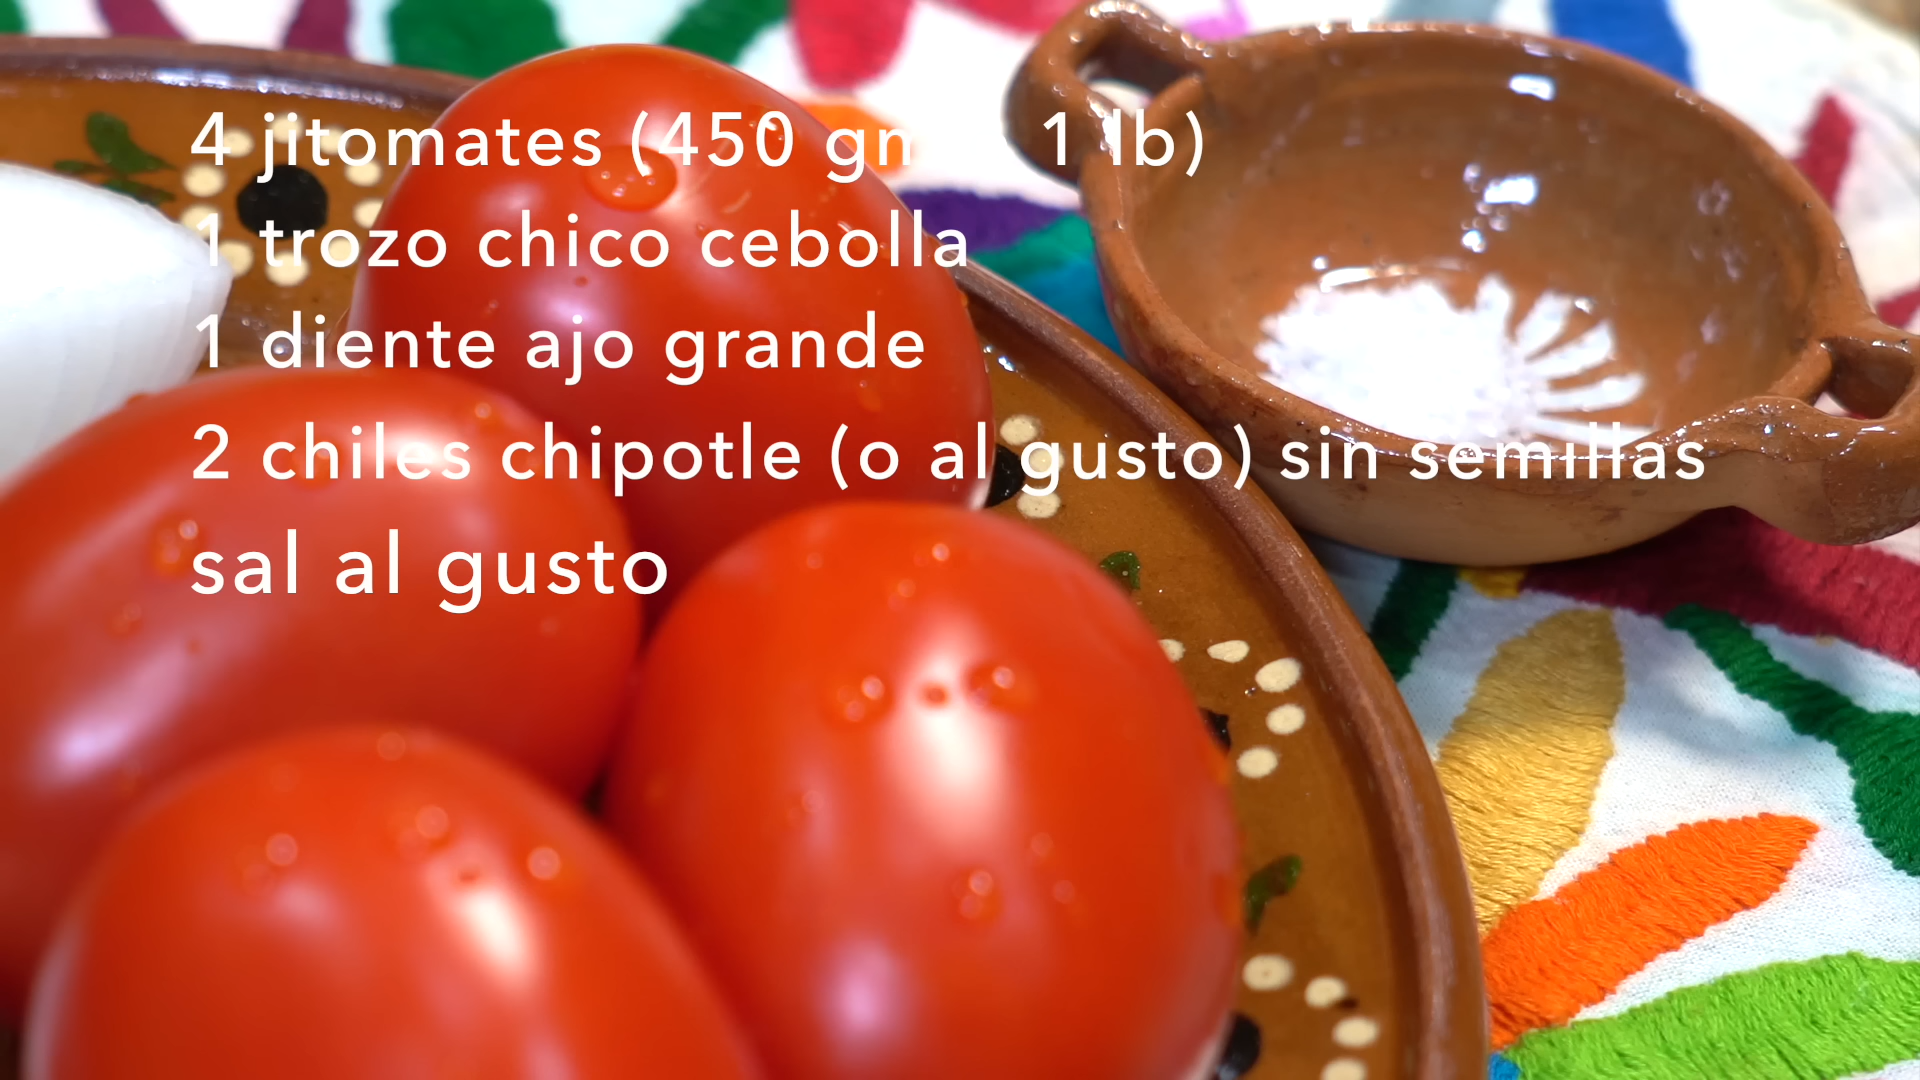 4 jitomates (450 gm 1 lb)
1 trozo chico cebolla
1 diente ajo grande
2 chiles chipotle (o al gusto) sin semillas
sal al gusto